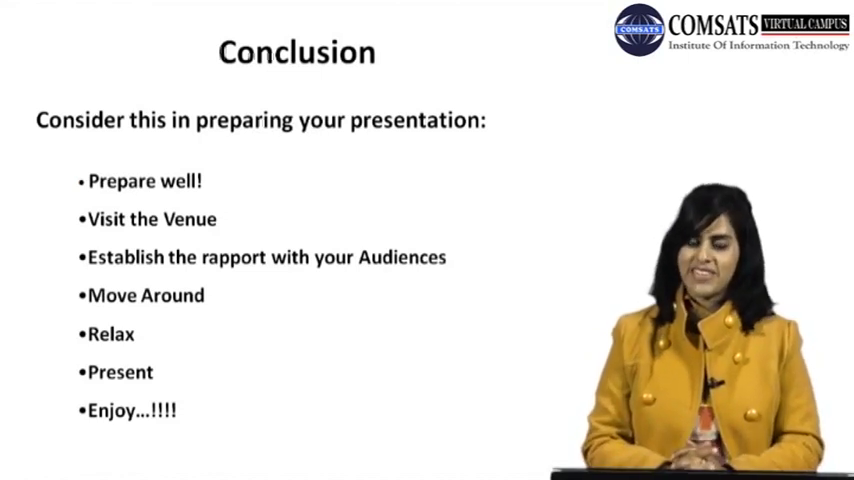 COMSATS
COMSATS VIRTUAL CAMPUS
Institute Of Information Technology
Conclusion
Consider this in preparing your presentation:
• Prepare well!
•Visit the Venue
•Establish the rapport with your Audiences
•Move Around
•Relax
•Present
•Enjoy...!!!!